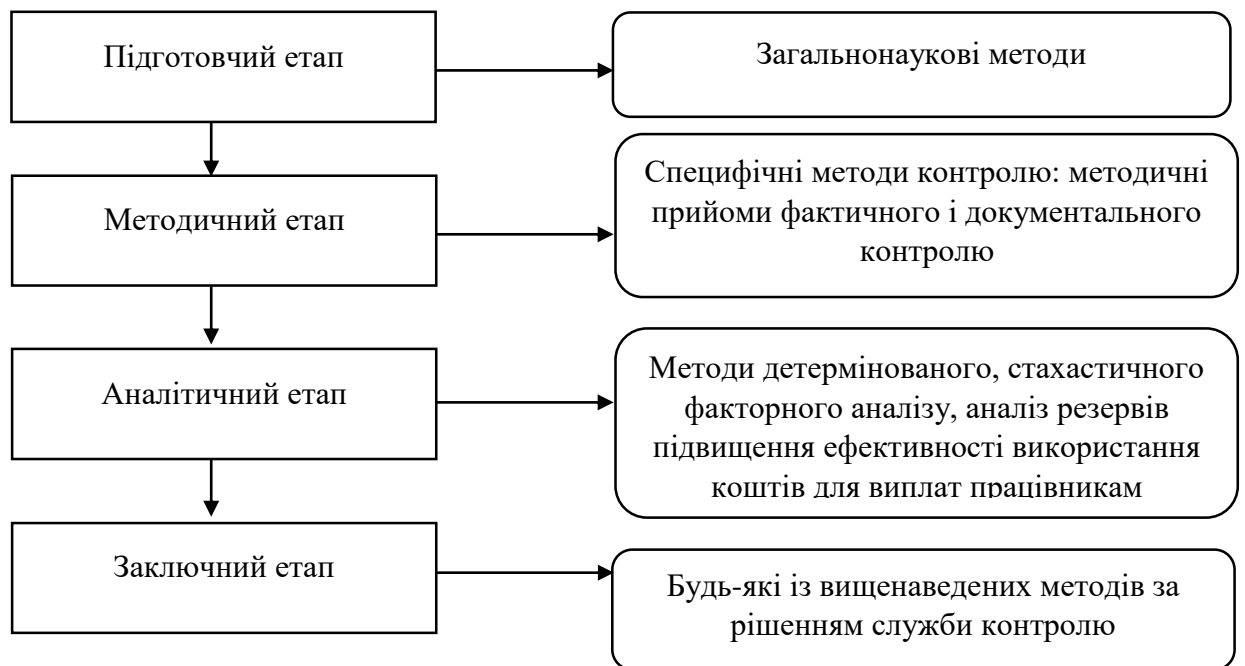 Підготовчий етап
Загальнонаукові методи
Методичний етап
Специфічні методи контролю: методичні
прийоми фактичного і документального
контролю
Аналітичний етап
Методи детермінованого, стахастичного
факторного аналізу, аналіз резервів
підвищення ефективності використання
коштів для виплат працівникам
Заключний етап
Будь-які із вищенаведених методів за
рішенням служби контролю